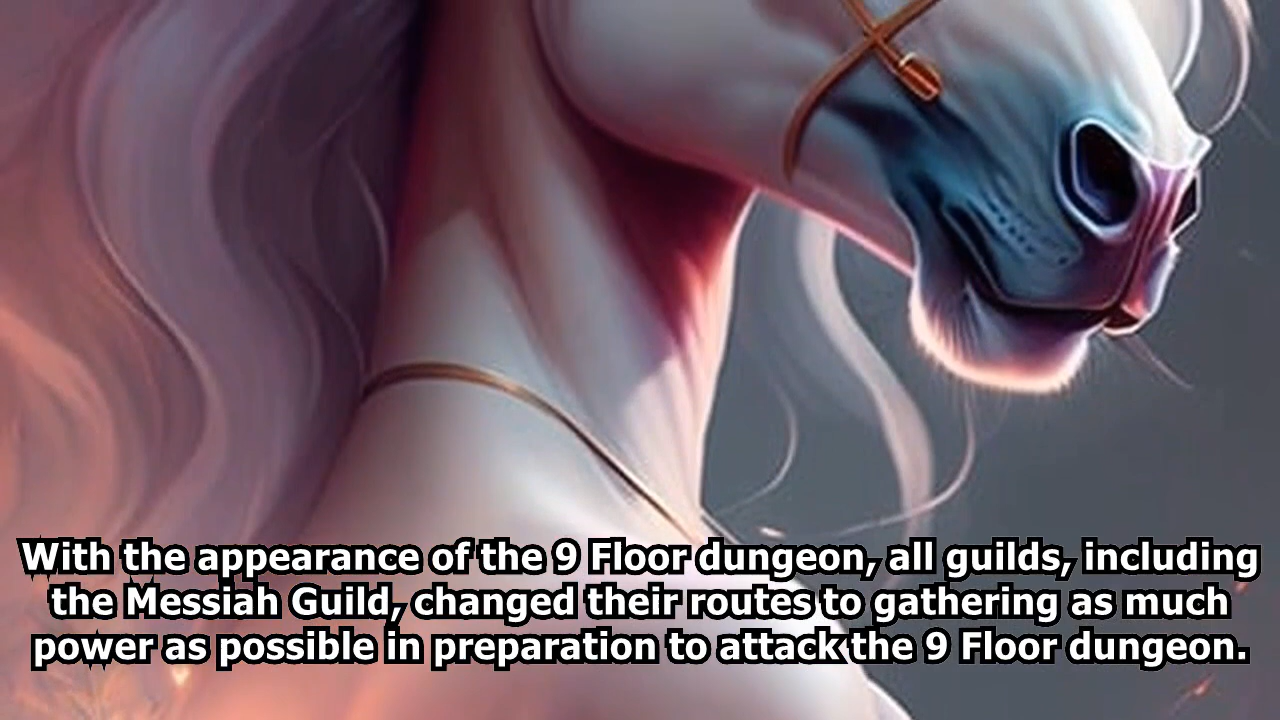 With the appearance of the 9 Floor dungeon, all guilds, including
the Messiah Guild, changed their routes to gathering as much
power as possible in preparation to attack the 9 Floor dungeon.